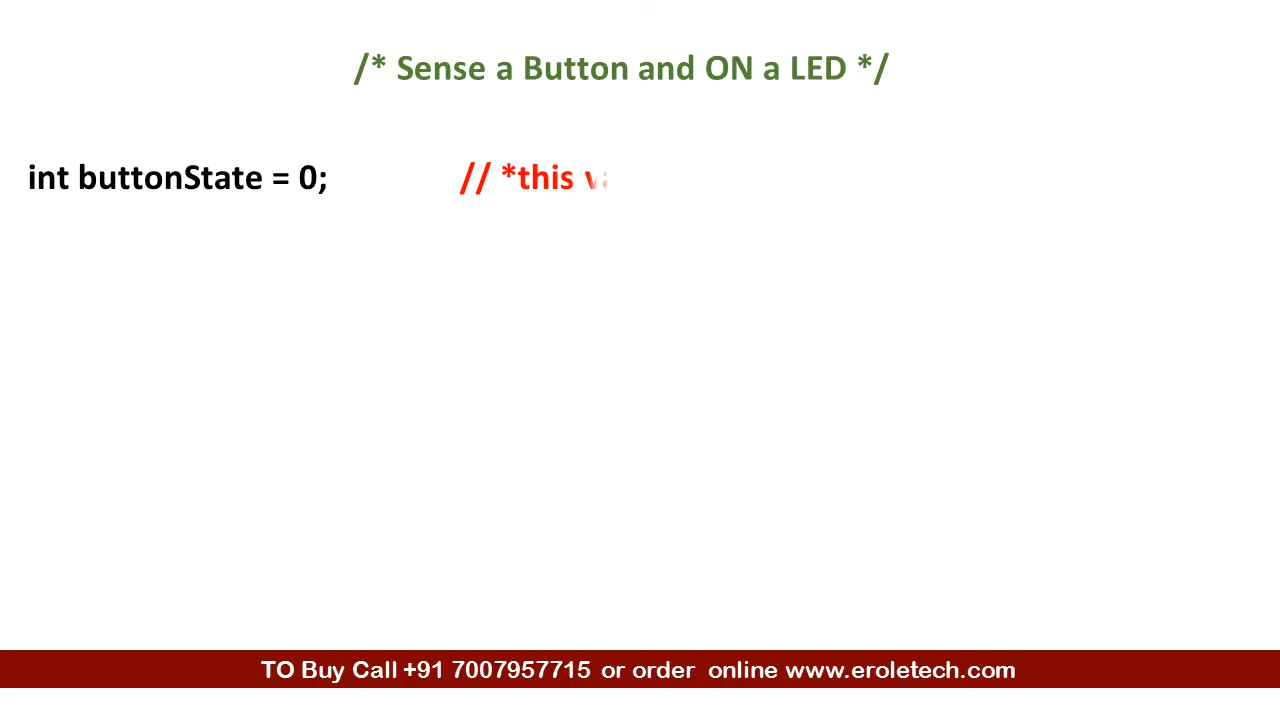 /* Sense a Button and ON a LED */
int buttonState = 0; // *this
TO Buy Call +91 7007957715 or order online www.eroletech.com